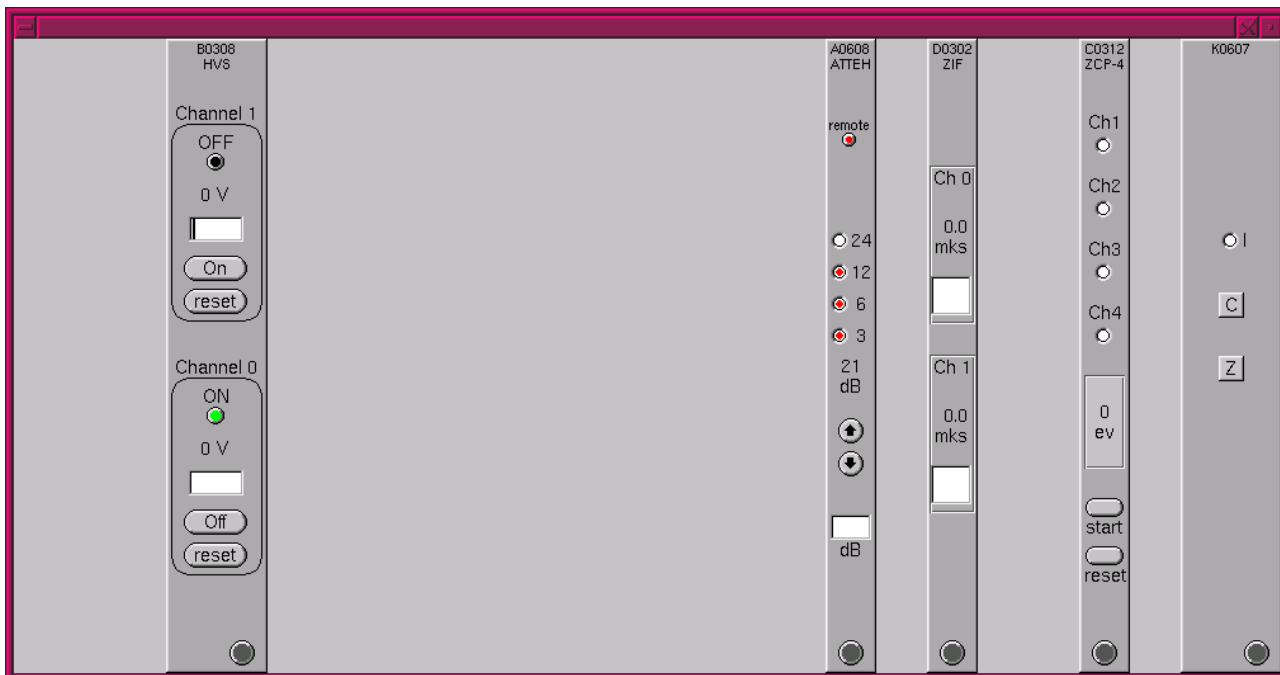 B0308
HVS
Channel 1
OFF
0 V
On
reset
Channel 0
ON
0 V
Off
reset
A0608
ATTEH
remote
24
12
6
3
21
dB
dB
D0302
ZIF
Ch 0
0.0
mks
Ch 1
0.0
mks
C0312
ZCP-4
Ch1
Ch2
Ch3
Ch4
0
ev
start
reset
K0607
I
C
Z